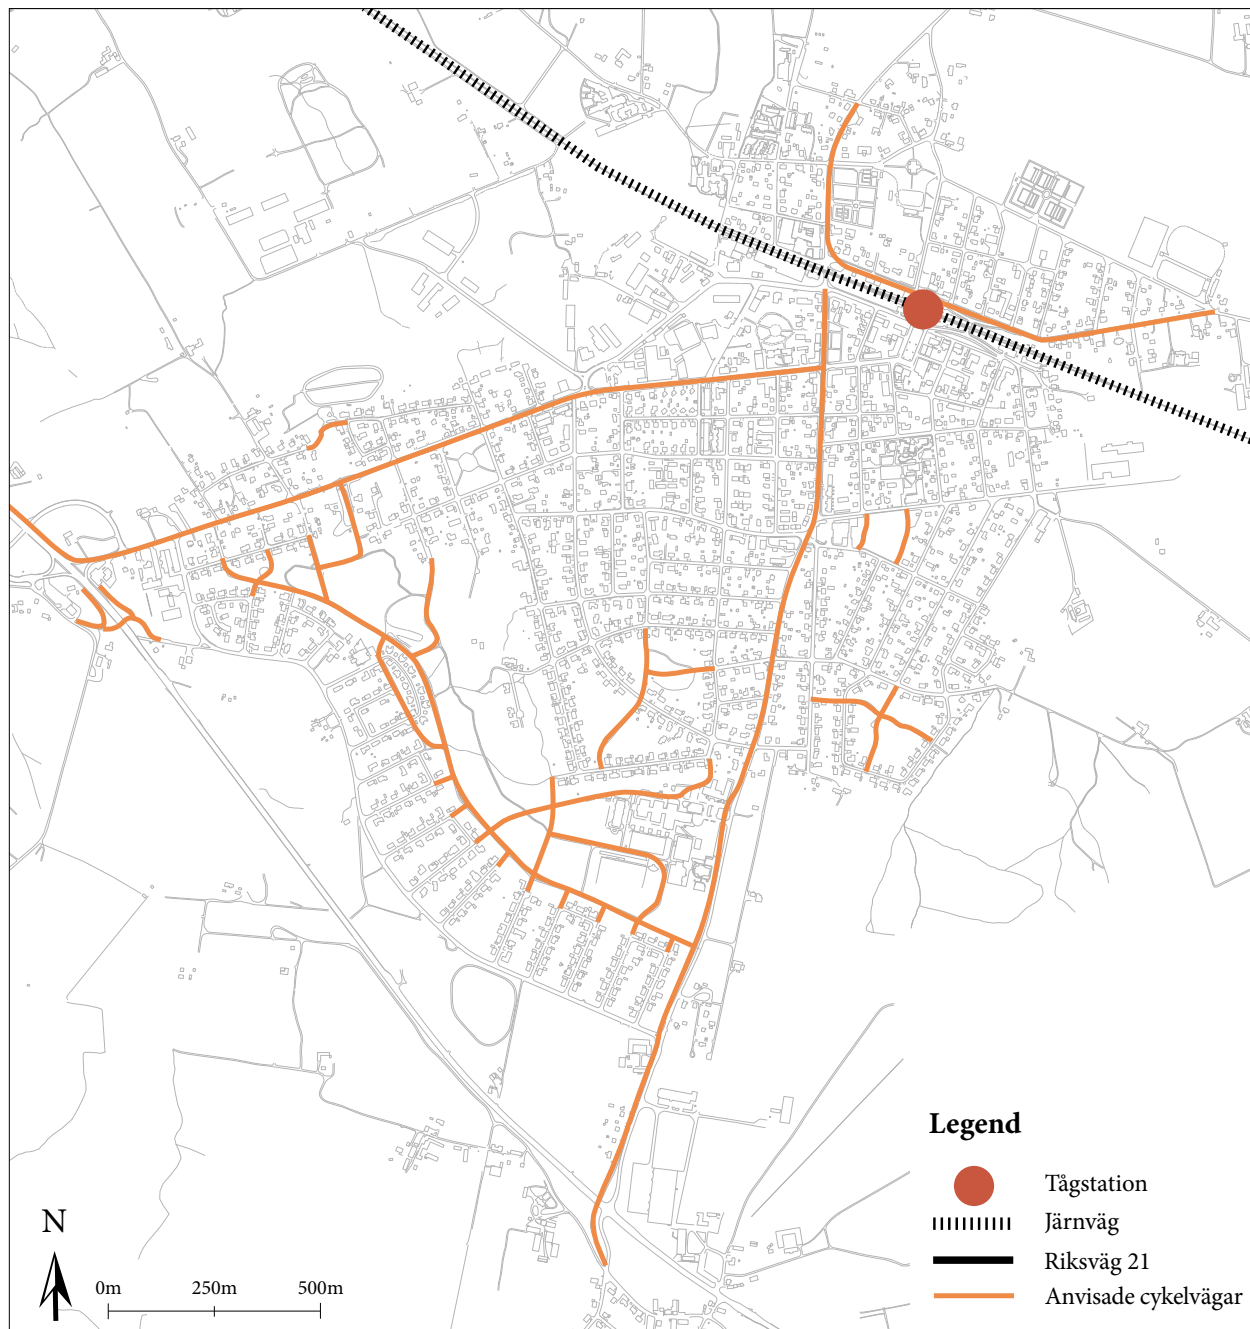 Legend
Tågstation
Järnväg
Riksväg 21
Anvisade cykelvägar
N
0m 250m 500m